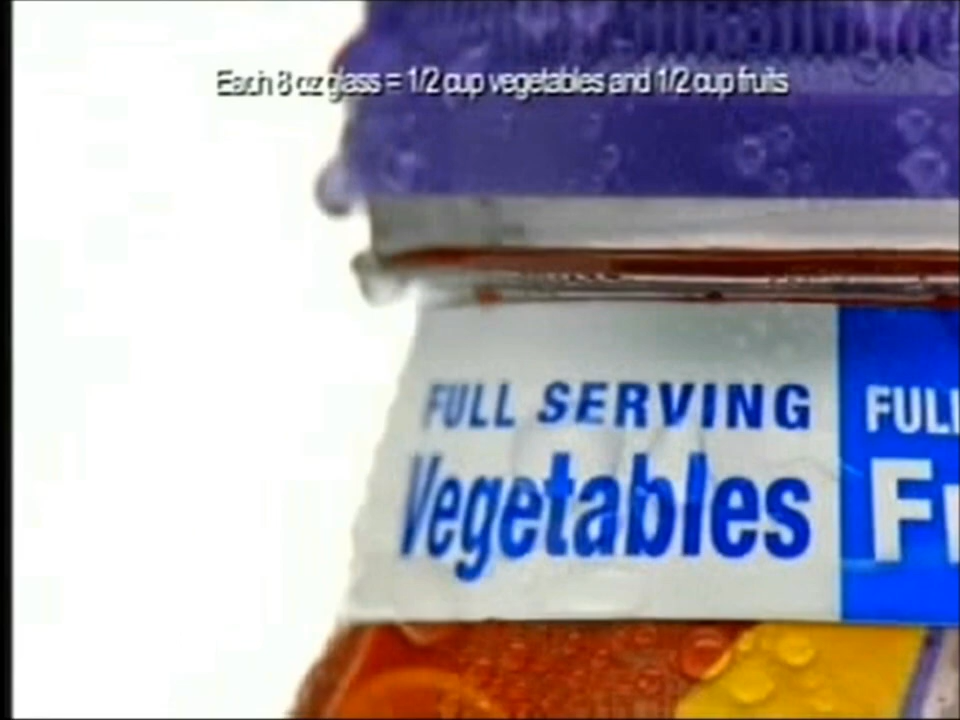 Each 8 oz glass = 1/2 cup vegetables and 1/2 cup fruits
FULL SERVING
Vegetables
FULL